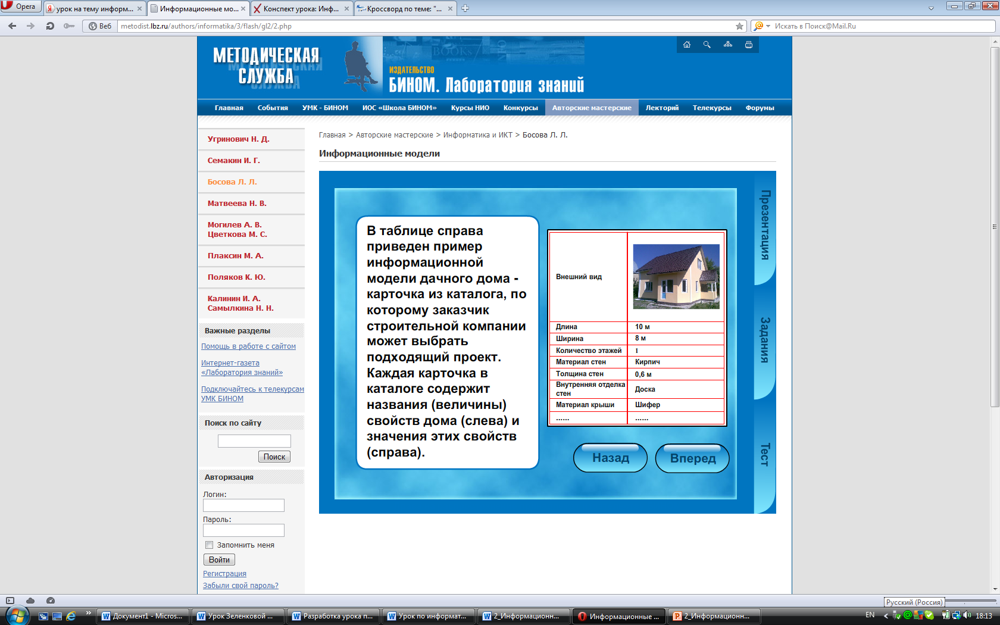 Opera
урок на тему информ...
Информационные мо...
Конспект урока: Инф...
Кроссворд по теме: "...
Веб
metodist.lbz.ru/authors/informatika/3/flash/gl2/2.php
Искать в Поиск@Mail.Ru
МЕТОДИЧЕСКАЯ
СЛУЖБА
BOOKS
ИЗДАТЕЛЬСТВО
БИНОМ. Лаборатория знаний
Главная
События
УМК - БИНОМ
ИОС «Школа БИНОМ»
Курсы НИО
Конкурсы
Авторские мастерские
Лекторий
Телекурсы
Форумы
Угринович Н. Д.
Семакин И. Г.
Босова Л. Л.
Матвеева Н. В.
Могилев А. В.
Цветкова М. С.
Плаксин М. А.
Поляков К. Ю.
Калинин И. А.
Самылкина Н. Н.
Важные разделы
Помощь в работе с сайтом
Интернет-газета
«Лаборатория знаний»
Подключайтесь к телекурсам
УМК БИНОМ
Поиск по сайту
Поиск
Авторизация
Логин:
Пароль:
Запомнить меня
Войти
Регистрация
Забыли свой пароль?
Главная > Авторские мастерские > Информатика и ИКТ > Босова Л. Л.
Информационные модели
В таблице справа
приведен пример
информационной
модели дачного дома -
карточка из каталога, по
которому заказчик
строительной компании
может выбрать
подходящий проект.
Каждая карточка в
каталоге содержит
названия (величины)
свойств дома (слева) и
значения этих свойств
(справа).
Внешний вид
Длина 10 м
Ширина 8 м
Количество этажей 1
Материал стен Кирпич
Толщина стен 0,6 м
Внутренняя отделка
стен Доска
Материал крыши Шифер
...... ......
Назад
Вперед
Презентация
Задания
Тест
Русский (Россия)
Документ1 - Micros...
Урок Зеленковой ...
Разработка урока п...
Урок по информат...
2_Информационн...
Информационные ...
2_Информационн...
EN
18:13